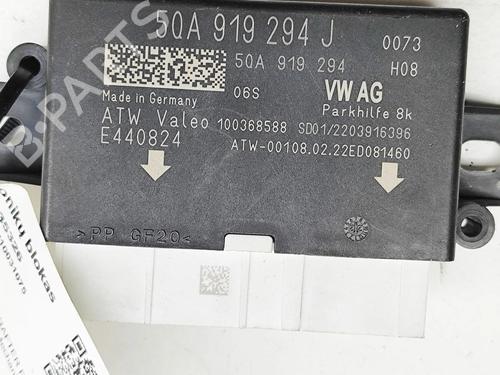 5QA 919 294 J
0073
5QA 919 294
H08
06S
VW AG
Made in Germany
Parkhilfe 8k
ATW Valeo 100368588 SD01/2203916396
E440824
ATW-00108.02.22ED081460
>PP GF20<
B-PARTS
blokas